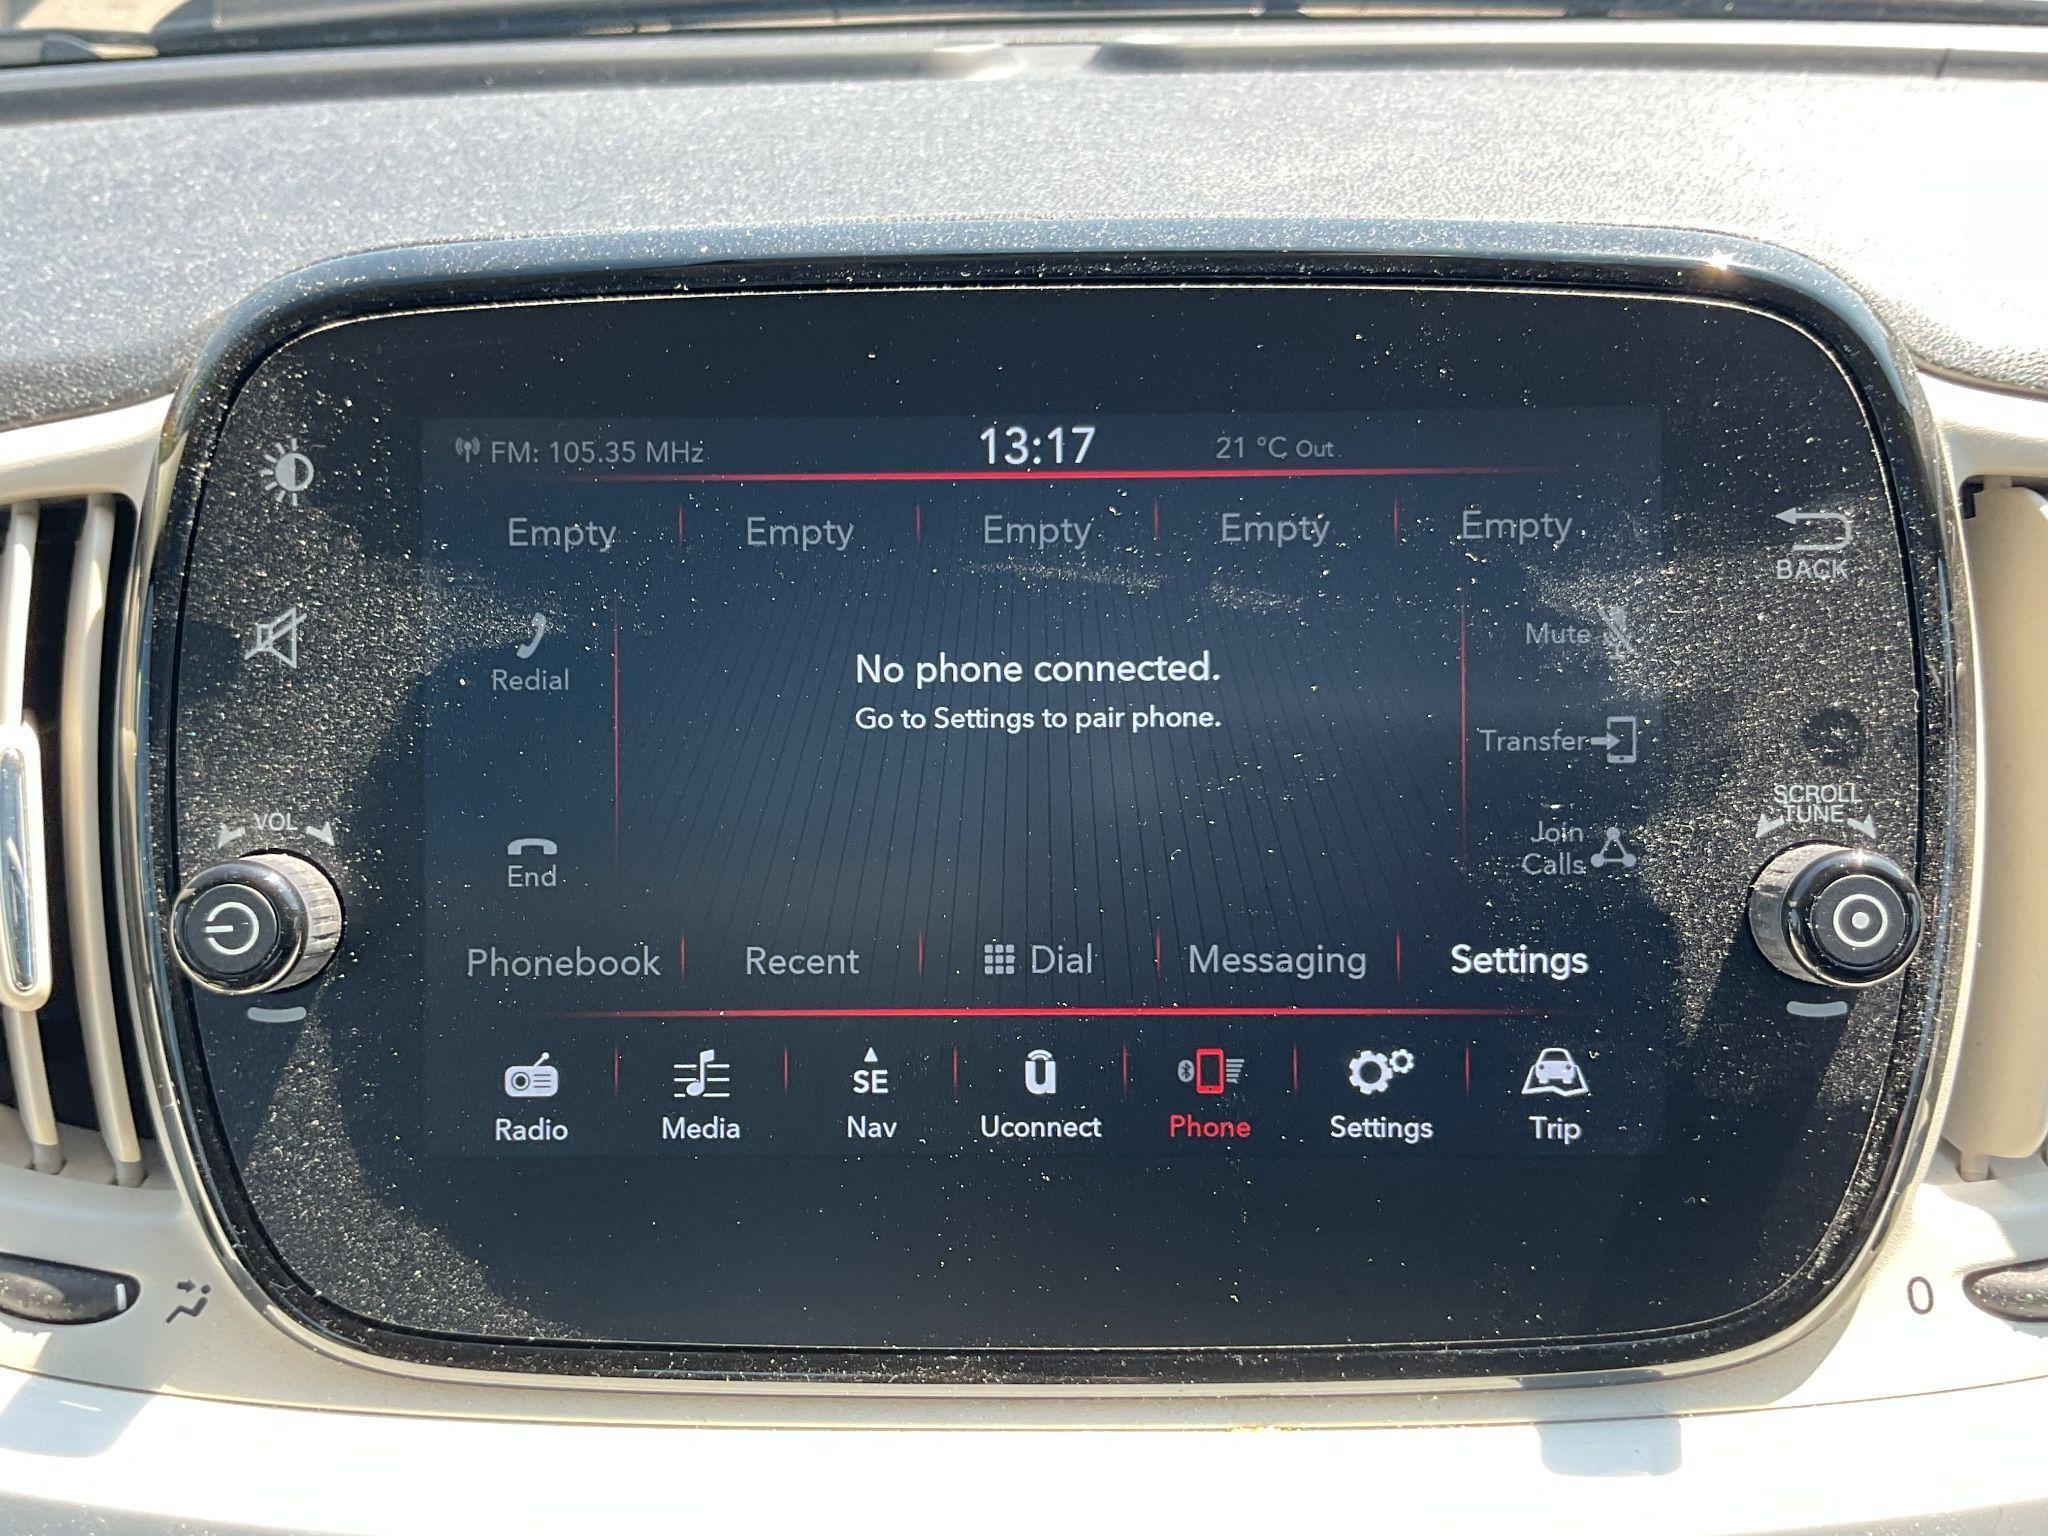 FM: 105.35 MHz
13:17
21 °C Out
Empty
Empty
Empty
Empty
Empty
BACK
Redial
No phone connected.
Go to Settings to pair phone.
Mute
Transfer
VOL
SCROLL
TUNE
Join
Calls
End
Phonebook
Recent
Dial
Messaging
Settings
SE
Radio
Media
Nav
Uconnect
Phone
Settings
Trip
0